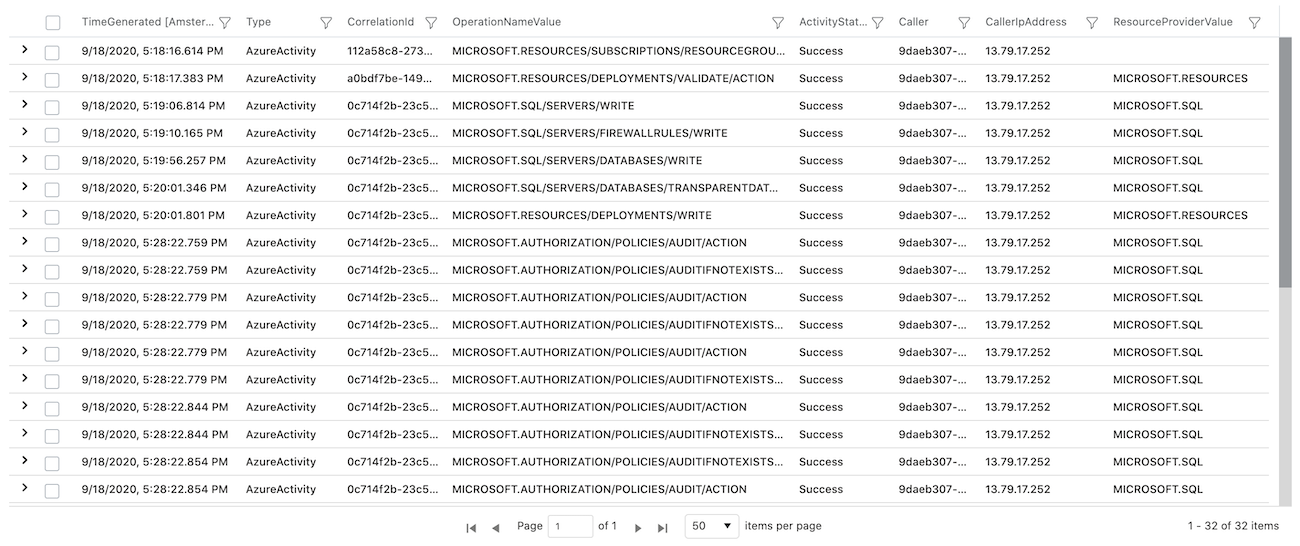 TimeGenerated [Amster... Type CorrelationId OperationNameValue ActivityStat... Caller CallerIpAddress ResourceProviderValue
9/18/2020, 5:18:16.614 PM AzureActivity 112a58c8-273... MICROSOFT.RESOURCES/SUBSCRIPTIONS/RESOURCEGROU... Success 9daeb307-... 13.79.17.252
9/18/2020, 5:18:17.383 PM AzureActivity a0bdf7be-149... MICROSOFT.RESOURCES/DEPLOYMENTS/VALIDATE/ACTION Success 9daeb307-... 13.79.17.252 MICROSOFT.RESOURCES
9/18/2020, 5:19:06.814 PM AzureActivity 0c714f2b-23c5... MICROSOFT.SQL/SERVERS/WRITE Success 9daeb307-... 13.79.17.252 MICROSOFT.SQL
9/18/2020, 5:19:10.165 PM AzureActivity 0c714f2b-23c5... MICROSOFT.SQL/SERVERS/FIREWALLRULES/WRITE Success 9daeb307-... 13.79.17.252 MICROSOFT.SQL
9/18/2020, 5:19:56.257 PM AzureActivity 0c714f2b-23c5... MICROSOFT.SQL/SERVERS/DATABASES/WRITE Success 9daeb307-... 13.79.17.252 MICROSOFT.SQL
9/18/2020, 5:20:01.346 PM AzureActivity 0c714f2b-23c5... MICROSOFT.SQL/SERVERS/DATABASES/TRANSPARENTDAT... Success 9daeb307-... 13.79.17.252 MICROSOFT.SQL
9/18/2020, 5:20:01.801 PM AzureActivity 0c714f2b-23c5... MICROSOFT.RESOURCES/DEPLOYMENTS/WRITE Success 9daeb307-... 13.79.17.252 MICROSOFT.RESOURCES
9/18/2020, 5:28:22.759 PM AzureActivity 0c714f2b-23c5... MICROSOFT.AUTHORIZATION/POLICIES/AUDIT/ACTION Success 9daeb307-... 13.79.17.252 MICROSOFT.SQL
9/18/2020, 5:28:22.759 PM AzureActivity 0c714f2b-23c5... MICROSOFT.AUTHORIZATION/POLICIES/AUDITIFNOTEXISTS... Success 9daeb307-... 13.79.17.252 MICROSOFT.SQL
9/18/2020, 5:28:22.779 PM AzureActivity 0c714f2b-23c5... MICROSOFT.AUTHORIZATION/POLICIES/AUDIT/ACTION Success 9daeb307-... 13.79.17.252 MICROSOFT.SQL
9/18/2020, 5:28:22.779 PM AzureActivity 0c714f2b-23c5... MICROSOFT.AUTHORIZATION/POLICIES/AUDITIFNOTEXISTS... Success 9daeb307-... 13.79.17.252 MICROSOFT.SQL
9/18/2020, 5:28:22.779 PM AzureActivity 0c714f2b-23c5... MICROSOFT.AUTHORIZATION/POLICIES/AUDIT/ACTION Success 9daeb307-... 13.79.17.252 MICROSOFT.SQL
9/18/2020, 5:28:22.779 PM AzureActivity 0c714f2b-23c5... MICROSOFT.AUTHORIZATION/POLICIES/AUDITIFNOTEXISTS... Success 9daeb307-... 13.79.17.252 MICROSOFT.SQL
9/18/2020, 5:28:22.844 PM AzureActivity 0c714f2b-23c5... MICROSOFT.AUTHORIZATION/POLICIES/AUDIT/ACTION Success 9daeb307-... 13.79.17.252 MICROSOFT.SQL
9/18/2020, 5:28:22.844 PM AzureActivity 0c714f2b-23c5... MICROSOFT.AUTHORIZATION/POLICIES/AUDITIFNOTEXISTS... Success 9daeb307-... 13.79.17.252 MICROSOFT.SQL
9/18/2020, 5:28:22.854 PM AzureActivity 0c714f2b-23c5... MICROSOFT.AUTHORIZATION/POLICIES/AUDITIFNOTEXISTS... Success 9daeb307-... 13.79.17.252 MICROSOFT.SQL
9/18/2020, 5:28:22.854 PM AzureActivity 0c714f2b-23c5... MICROSOFT.AUTHORIZATION/POLICIES/AUDIT/ACTION Success 9daeb307-... 13.79.17.252 MICROSOFT.SQL
Page 1 of 1 50 items per page 1 - 32 of 32 items